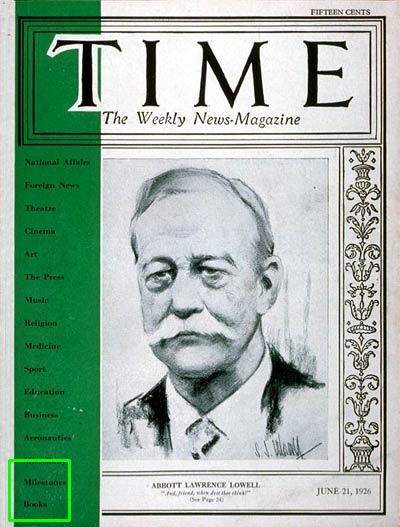 FIFTEEN CENTS
TIME
The Weekly News-Magazine
National Affairs
Foreign News
Theatre
Cinema
Art
The Press
Music
Religion
Medicine
Sport
Education
Business
Aeronautics
Milestones
Books
ABBOTT LAWRENCE LOWELL
"And, friend, when dost thou think?"
(See Page 24)
JUNE 21, 1926